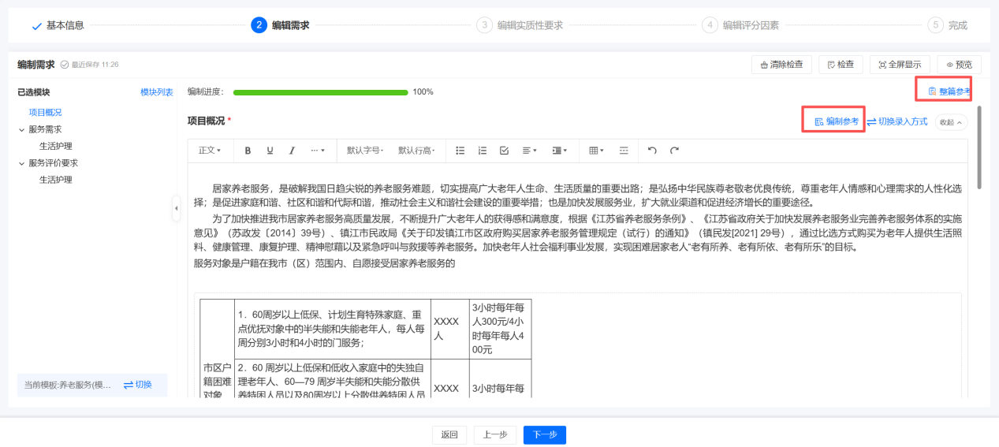 基本信息
2 编辑需求
3 编辑实质性要求
4 编辑评分因素
5 完成
编制需求 最近保存 11:26
清除检查 检查 全屏显示 预览
已选模块 模块列表
项目概况
服务需求
生活护理
服务评价要求
生活护理
当前模板:养老服务(模... 切换
编制进度： 100%
整篇参考
项目概况 *
编制参考 切换录入方式 收起
正文 B U I ... 默认字号 默认行高
居家养老服务，是破解我国日趋尖锐的养老服务难题，切实提高广大老年人生命、生活质量的重要出路；是弘扬中华民族尊老敬老优良传统，尊重老年人情感和心理需求的人性化选
择；是促进家庭和谐、社区和谐和代际和谐，推动社会主义和谐社会建设的重要举措；也是加快发展服务业，扩大就业渠道和促进经济增长的重要途径。
为了加快推进我市居家养老服务高质量发展，不断提升广大老年人的获得感和满意度，根据《江苏省养老服务条例》、《江苏省政府关于加快发展养老服务业完善养老服务体系的实施
意见》（苏政发〔2014〕39号）、镇江市民政局《关于印发镇江市区政府购买居家养老服务管理规定（试行）的通知》（镇民发[2021] 29号），通过比选方式购买为老年人提供生活照
料、健康管理、康复护理、精神慰藉以及紧急呼叫与救援等养老服务。加快老年人社会福利事业发展，实现困难居家老人“老有所养、老有所依、老有所乐”的目标。
服务对象是户籍在我市（区）范围内、自愿接受居家养老服务的
市区户
籍困难
对象
1．60周岁以上低保、计划生育特殊家庭、重
点优抚对象中的半失能和失能老年人，每人每
周分别3小时和4小时的门服务；
XXXX
人
3小时每年每
人300元/4小
时每年每人4
00元
2．60 周岁以上低保和低收入家庭中的失独自
理老年人、60—79 周岁半失能和失能分散供
养特困人员以及80周岁以上分散供养特困人员
XXXX
3小时每年每
返回 上一步 下一步